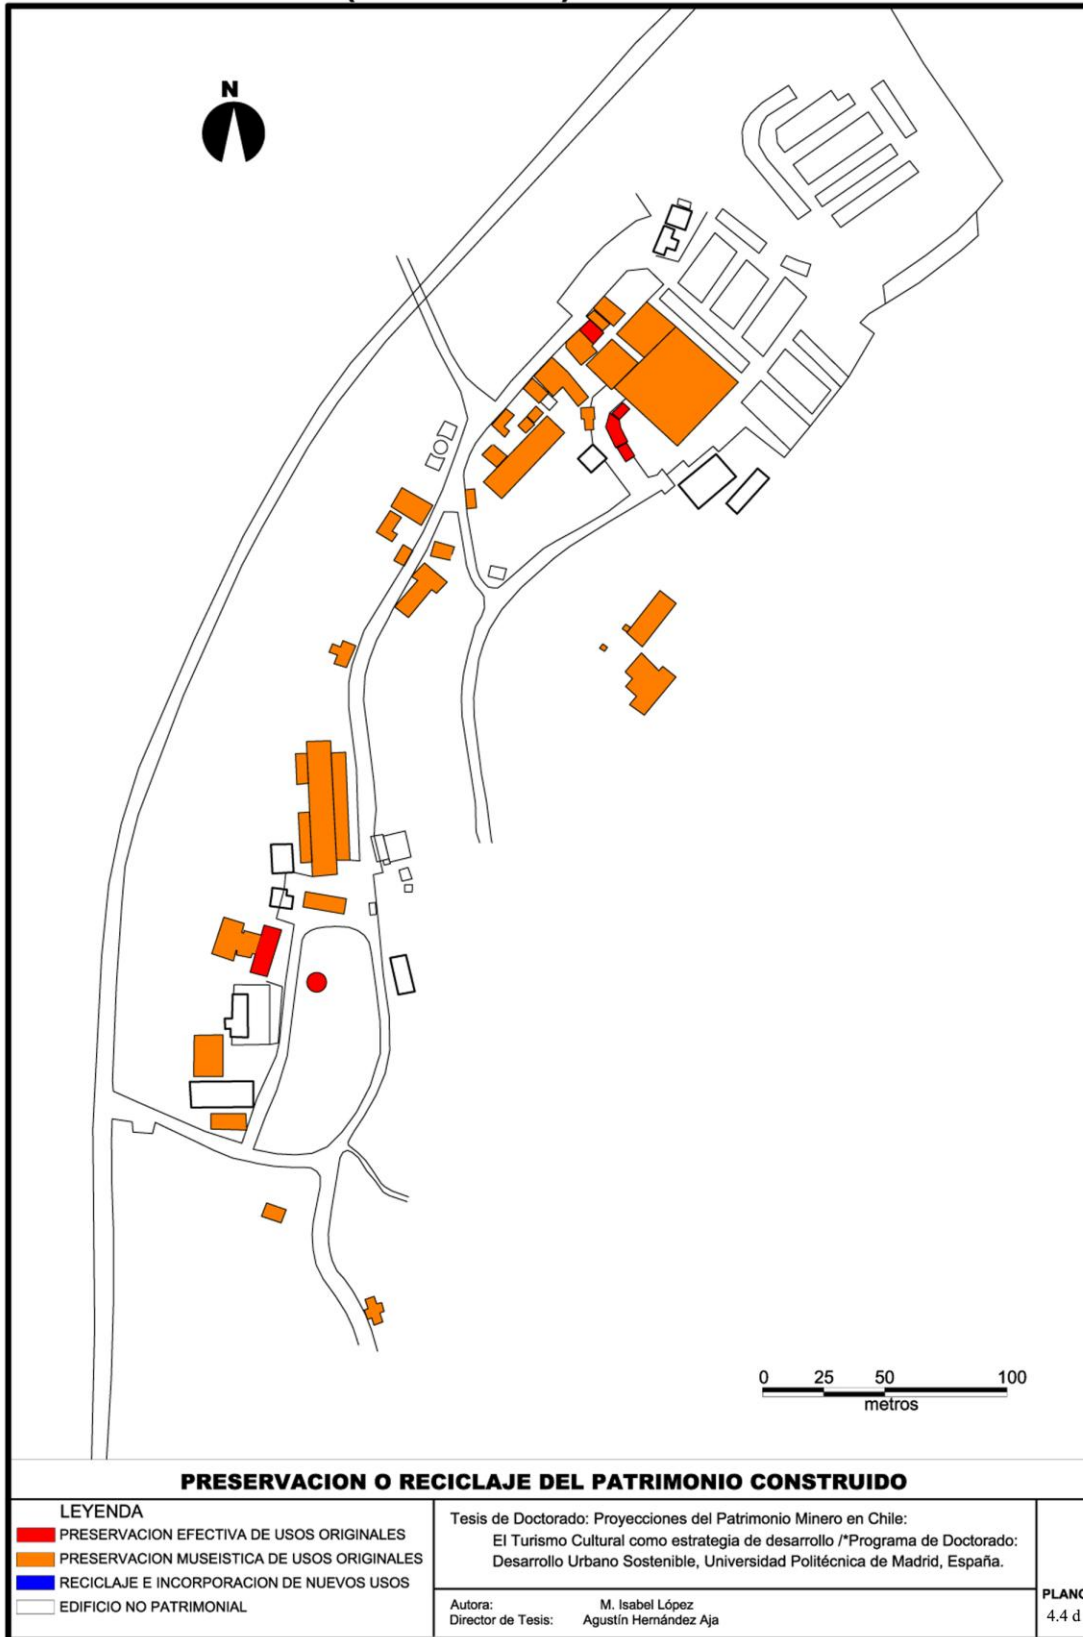 N
0 25 50 100
metros
PRESERVACION O RECICLAJE DEL PATRIMONIO CONSTRUIDO
LEYENDA
PRESERVACION EFECTIVA DE USOS ORIGINALES
PRESERVACION MUSEISTICA DE USOS ORIGINALES
RECICLAJE E INCORPORACION DE NUEVOS USOS
EDIFICIO NO PATRIMONIAL
Tesis de Doctorado: Proyecciones del Patrimonio Minero en Chile:
El Turismo Cultural como estrategia de desarrollo /*Programa de Doctorado:
Desarrollo Urbano Sostenible, Universidad Politécnica de Madrid, España.
Autora: M. Isabel López
Director de Tesis: Agustín Hernández Aja
PLANO
4.4 d